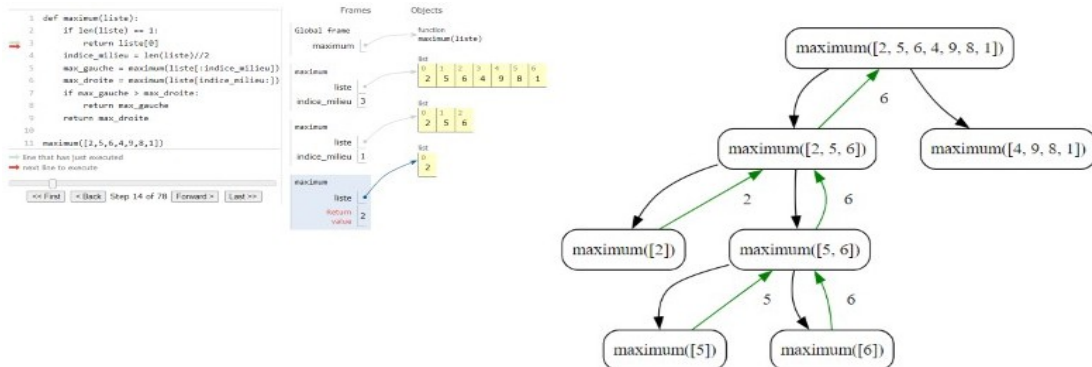 1 def maximum(liste):
2 if len(liste) == 1:
3 return liste[0]
4 indice_milieu = len(liste)//2
5 max_gauche = maximum(liste[:indice_milieu])
6 max_droite = maximum(liste[indice_milieu:])
7 if max_gauche > max_droite:
8 return max_gauche
9 return max_droite
10
11 maximum([2,5,6,4,9,8,1])
line that has just executed
next line to execute
<< First < Back Step 14 of 78 Forward > Last >>
Frames Objects
Global frame
maximum
function
maximum(liste)
maximum
liste
indice_milieu 3
list
0 1 2 3 4 5 6
2 5 6 4 9 8 1
maximum
liste
indice_milieu 1
list
0 1 2
2 5 6
maximum
liste
Return
value 2
list
0
2
maximum([2, 5, 6, 4, 9, 8, 1])
6
maximum([2, 5, 6])
maximum([4, 9, 8, 1])
2
6
maximum([2])
maximum([5, 6])
5
6
maximum([5])
maximum([6])